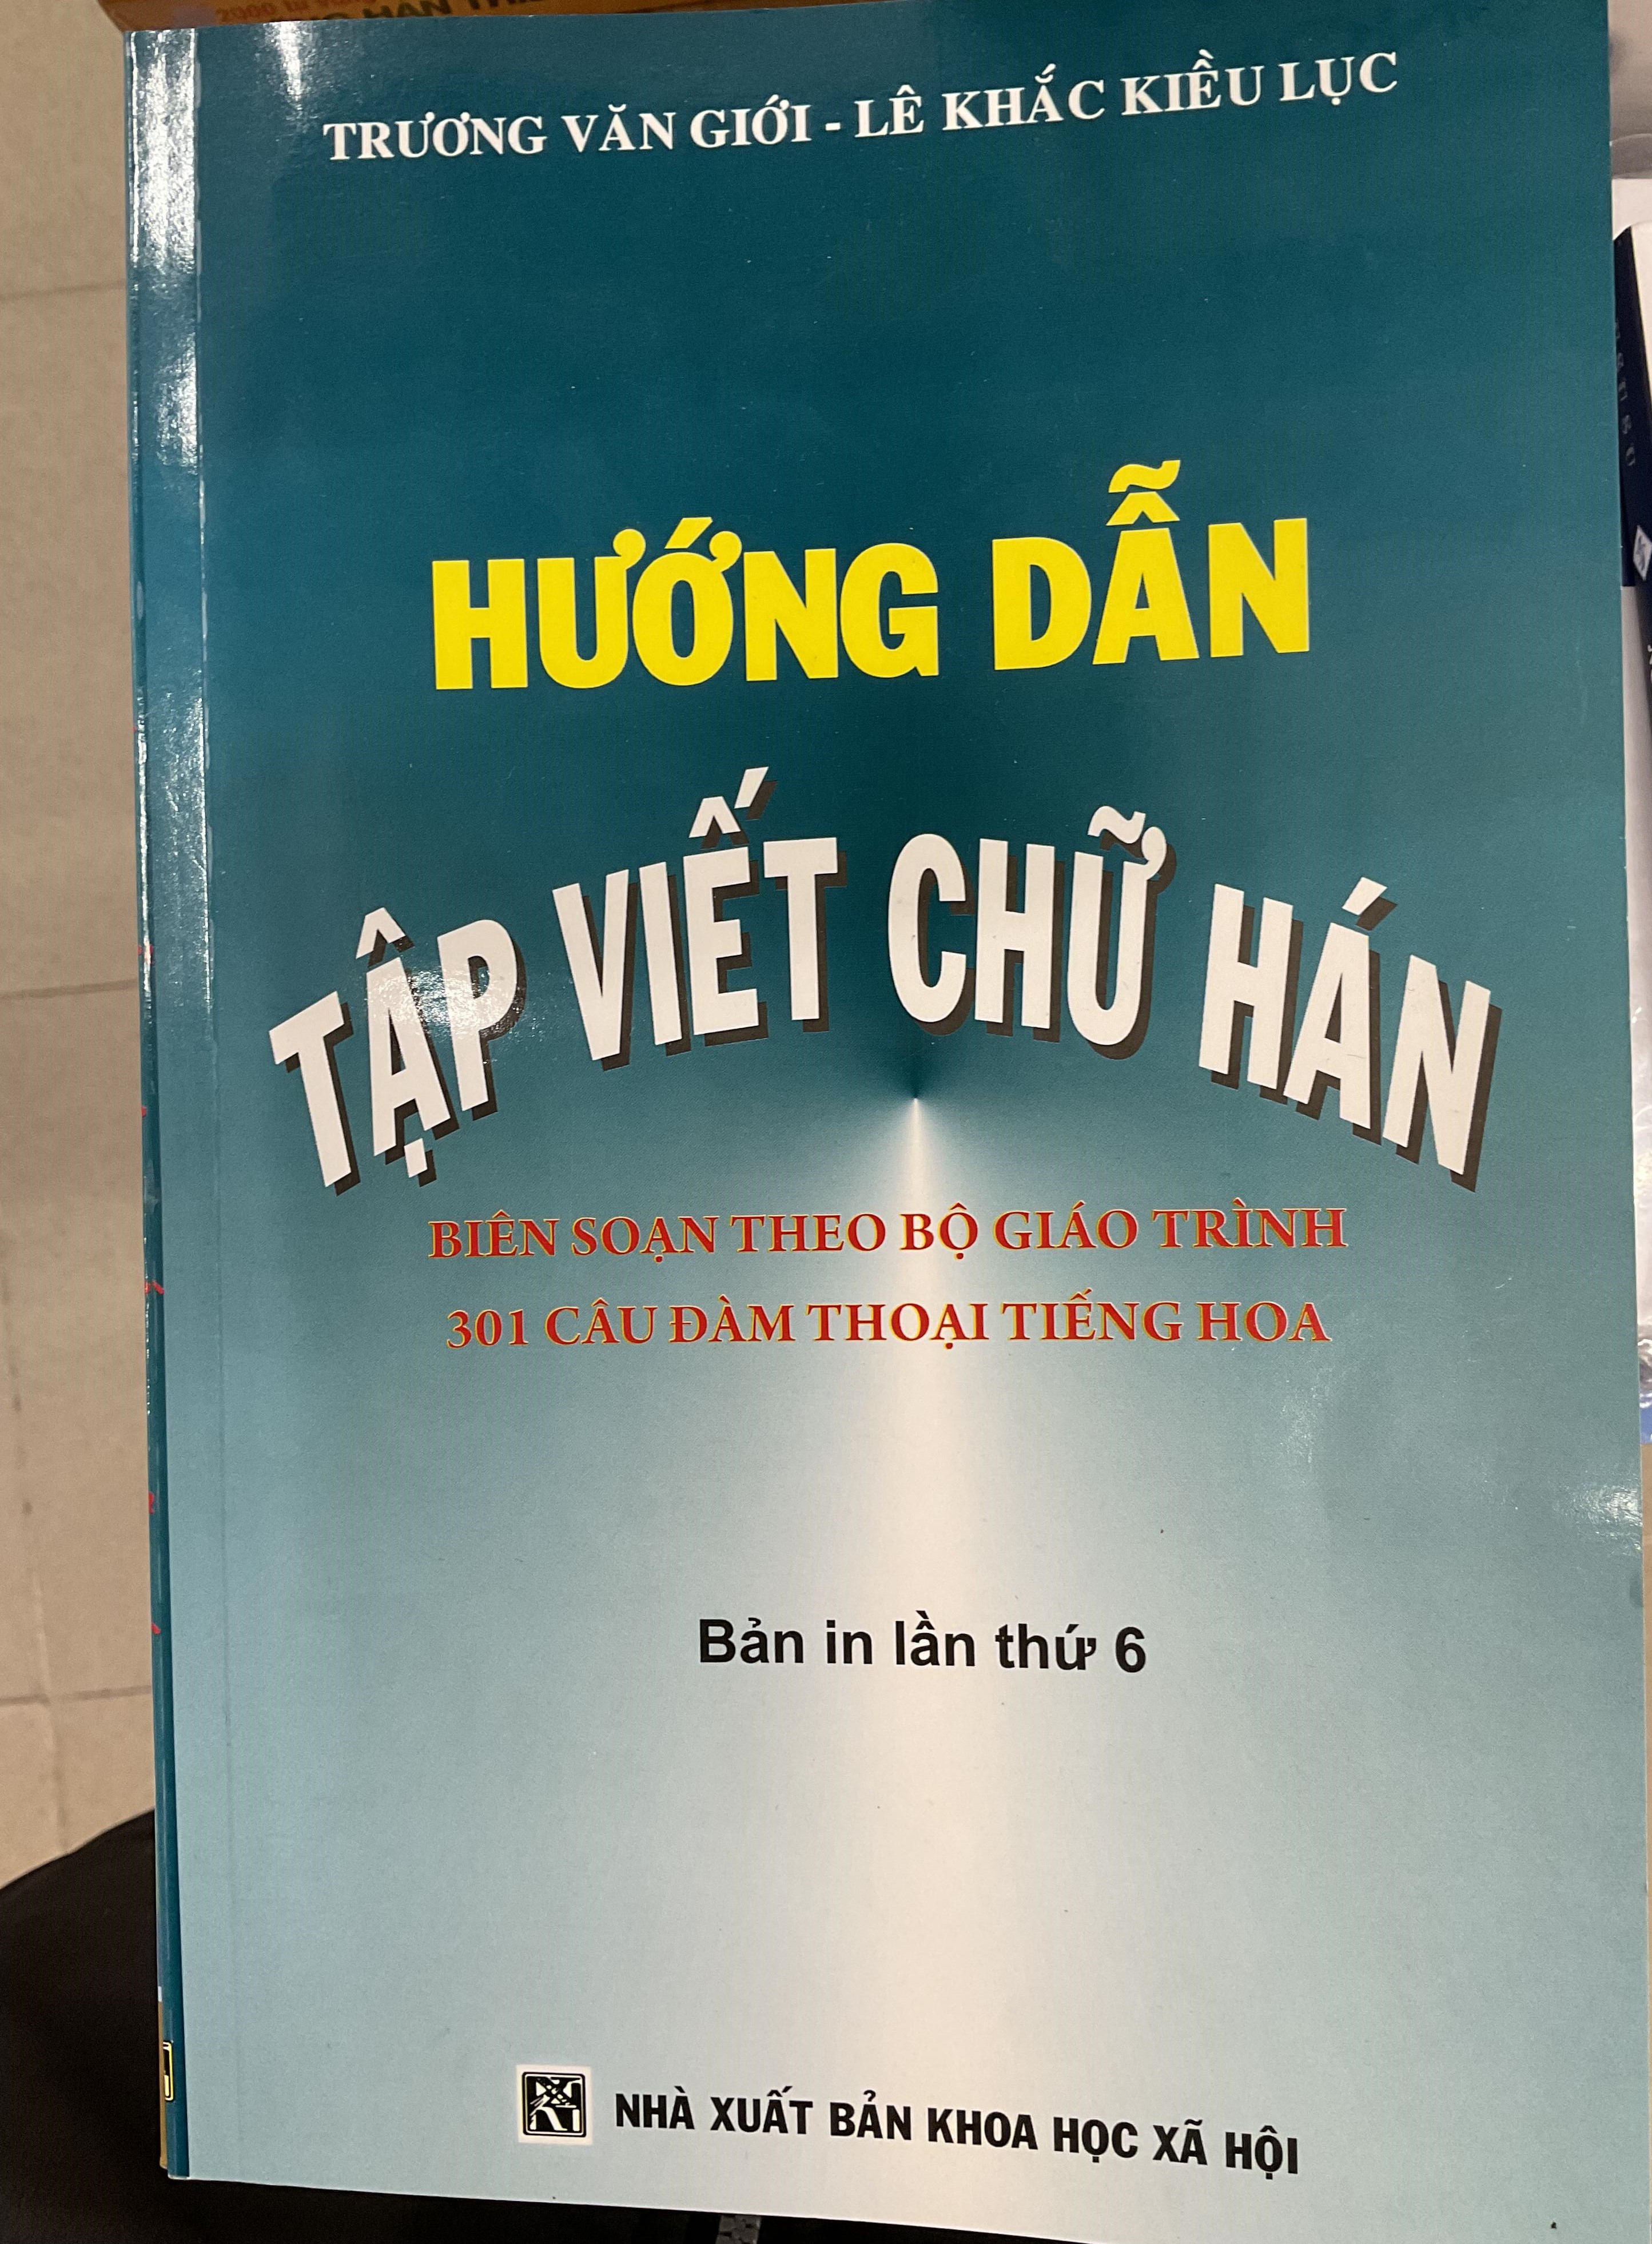 TRƯƠNG VĂN GIỚI - LÊ KHẮC KIỀU LỤC
HƯỚNG DẪN
TẬP VIẾT CHỮ HÁN
BIÊN SOẠN THEO BỘ GIÁO TRÌNH
301 CÂU ĐÀM THOẠI TIẾNG HOA
Bản in lần thứ 6
NHÀ XUẤT BẢN KHOA HỌC XÃ HỘI